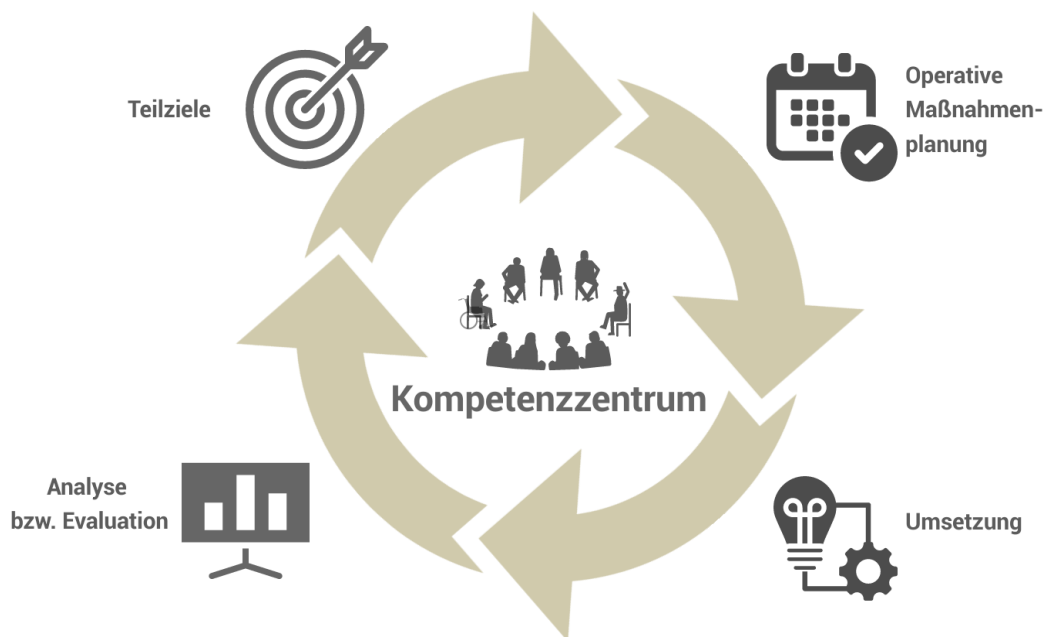 Teilziele
Operative
Maßnahmen-
planung
Kompetenzzentrum
Analyse
bzw. Evaluation
Umsetzung